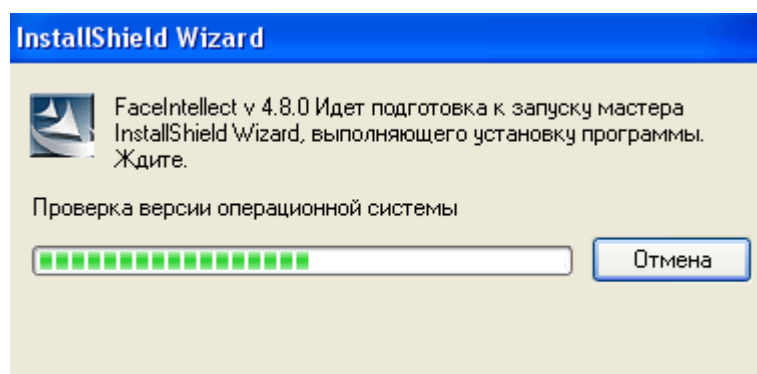 InstallShield Wizard
FaceIntellect v 4.8.0 Идет подготовка к запуску мастера
InstallShield Wizard, выполняющего установку программы.
Ждите.
Проверка версии операционной системы
Отмена